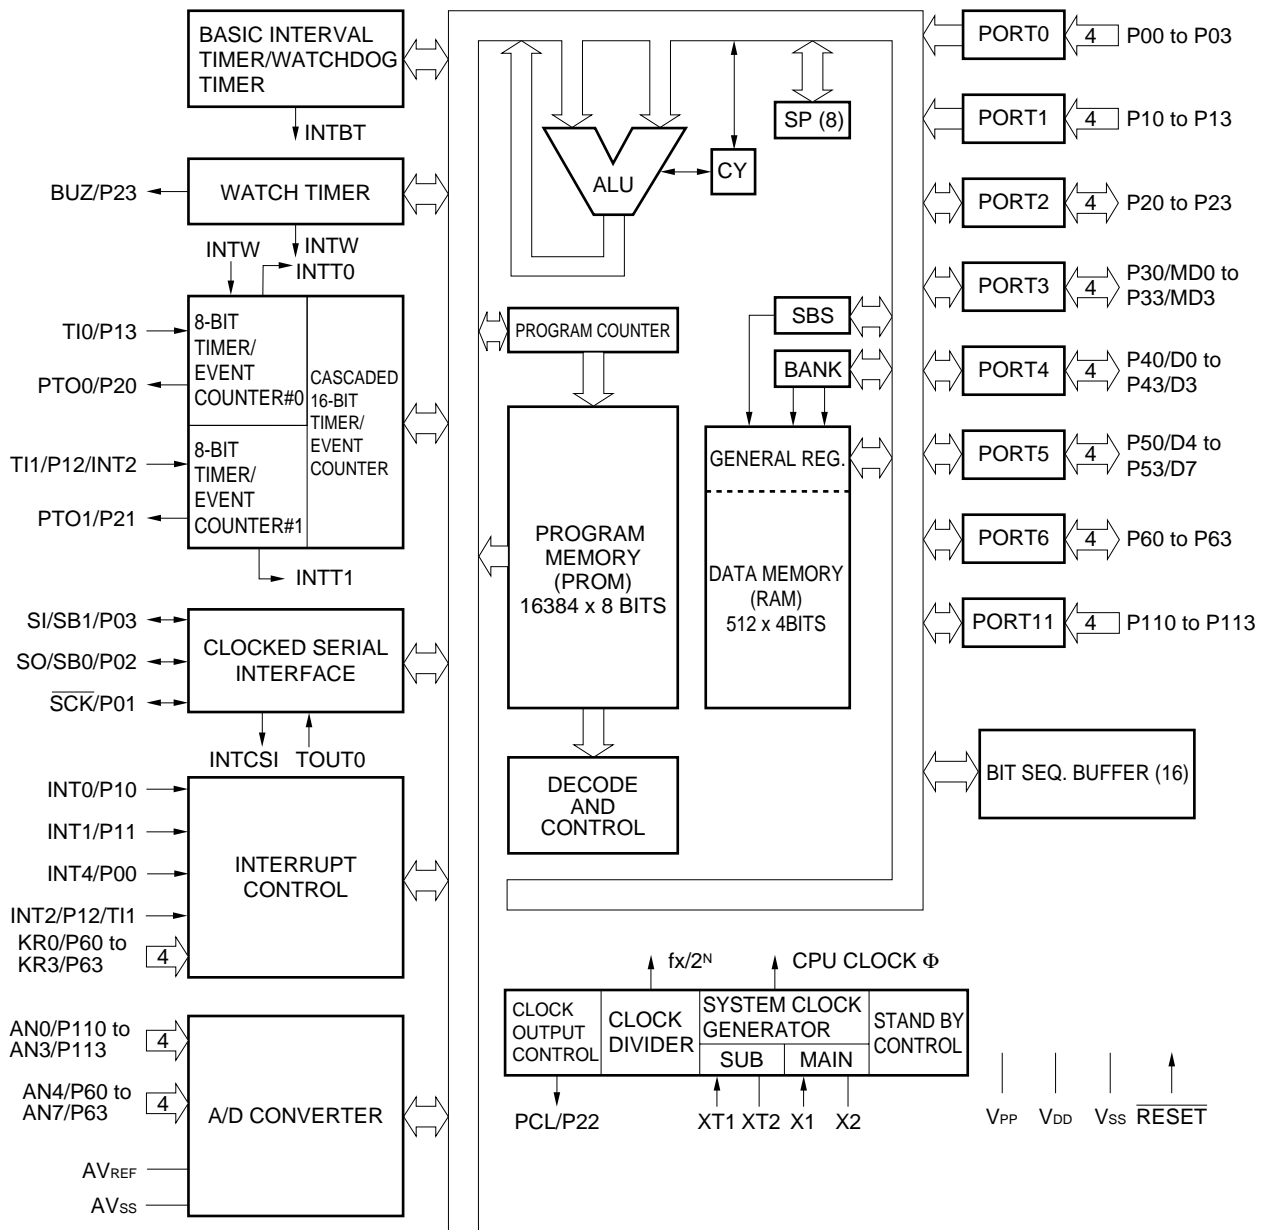 BASIC INTERVAL
TIMER/WATCHDOG
TIMER
INTBT
BUZ/P23
WATCH TIMER
INTW
INTW
INTT0
TI0/P13
PTO0/P20
8-BIT
TIMER/
EVENT
COUNTER#0
CASCADED
16-BIT
TIMER/
EVENT
COUNTER
TI1/P12/INT2
PTO1/P21
8-BIT
TIMER/
EVENT
COUNTER#1
INTT1
SI/SB1/P03
SO/SB0/P02
SCK/P01
CLOCKED SERIAL
INTERFACE
INTCSI
TOUT0
INT0/P10
INT1/P11
INT4/P00
INT2/P12/TI1
KR0/P60 to
KR3/P63
4
INTERRUPT
CONTROL
AN0/P110 to
AN3/P113
4
AN4/P60 to
AN7/P63
4
AVREF
AVSS
A/D CONVERTER
ALU
CY
SP (8)
PROGRAM COUNTER
SBS
BANK
PROGRAM
MEMORY
(PROM)
16384 x 8 BITS
GENERAL REG.
DATA MEMORY
(RAM)
512 x 4BITS
DECODE
AND
CONTROL
PORT0
4
P00 to P03
PORT1
4
P10 to P13
PORT2
4
P20 to P23
PORT3
4
P30/MD0 to
P33/MD3
PORT4
4
P40/D0 to
P43/D3
PORT5
4
P50/D4 to
P53/D7
PORT6
4
P60 to P63
PORT11
4
P110 to P113
BIT SEQ. BUFFER (16)
fx/2ᴺ
CPU CLOCK Φ
CLOCK
OUTPUT
CONTROL
CLOCK
DIVIDER
SYSTEM CLOCK
GENERATOR
SUB
MAIN
STAND BY
CONTROL
PCL/P22
XT1
XT2
X1
X2
VPP
VDD
VSS
RESET